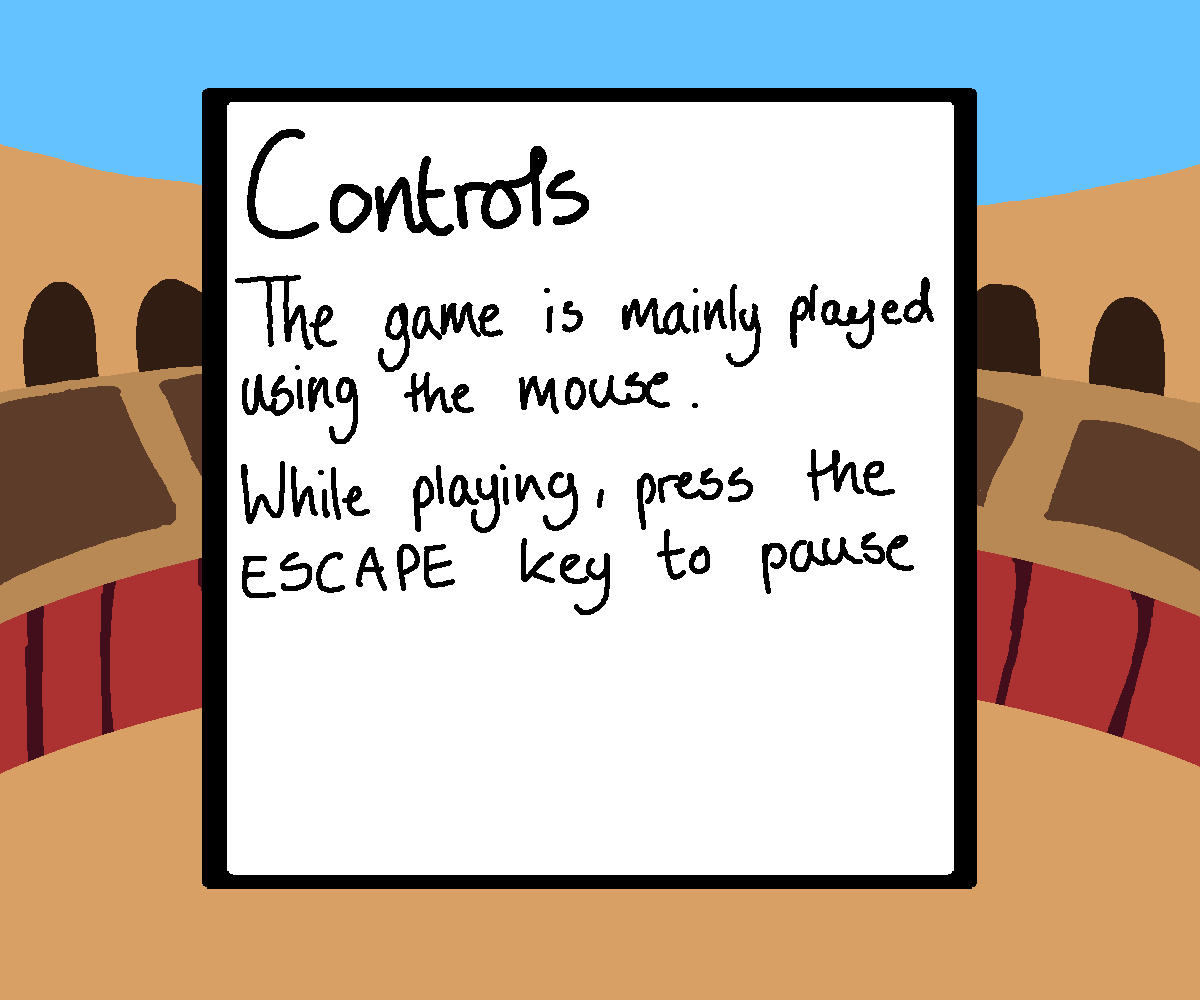 Controls
The game is mainly played
using the mouse.
While playing, press the
ESCAPE key to pause